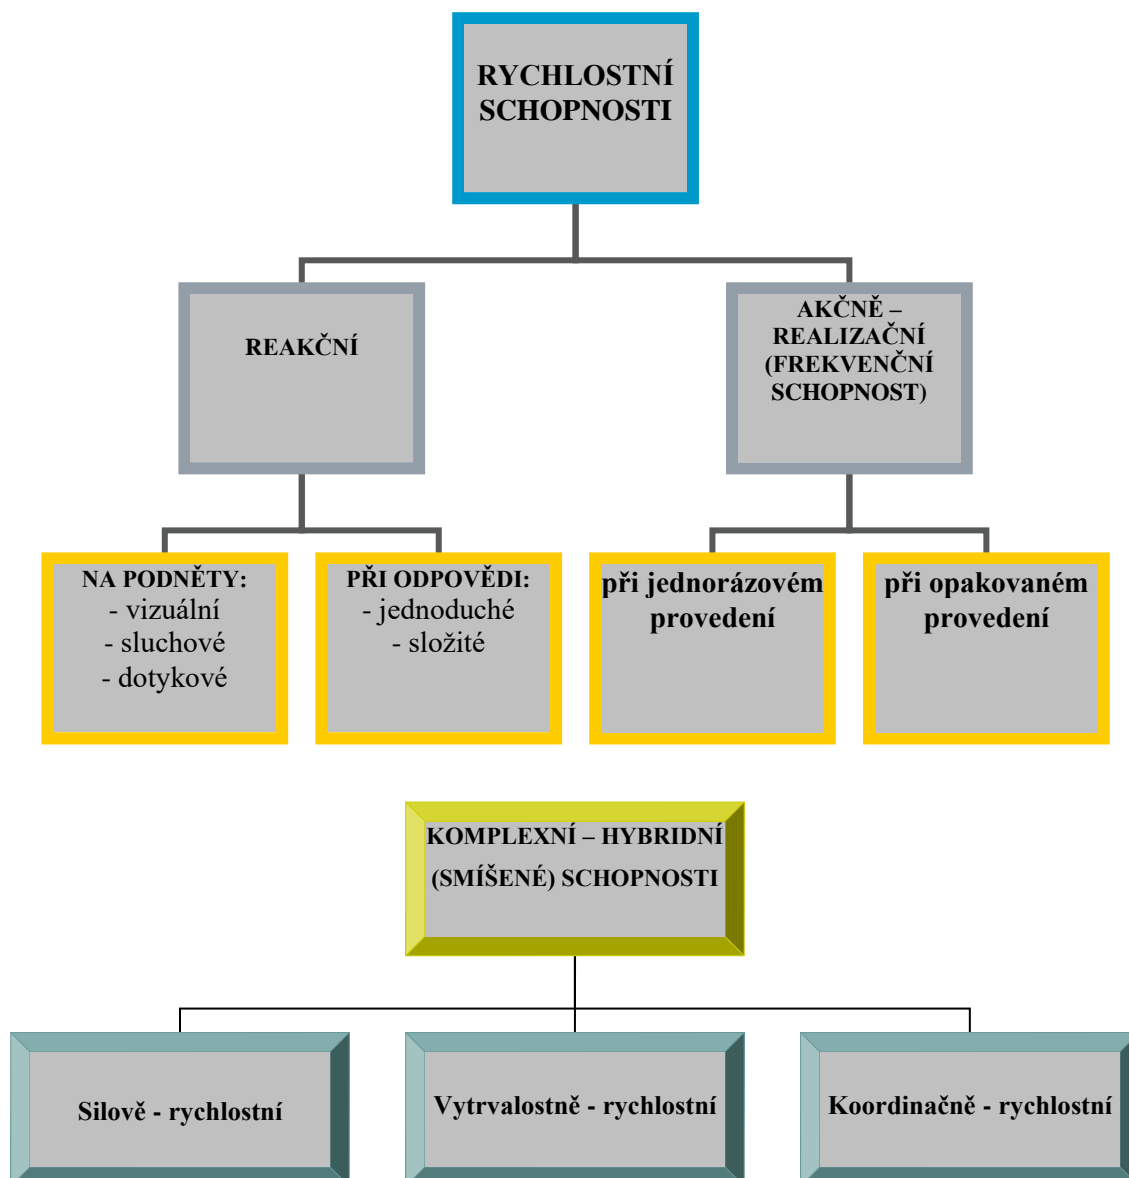 RYCHLOSTNÍ
SCHOPNOSTI
REAKČNÍ
AKČNĚ –
REALIZAČNÍ
(FREKVENČNÍ
SCHOPNOST)
NA PODNĚTY:
- vizuální
- sluchové
- dotykové
PŘI ODPOVĚDI:
- jednoduché
- složité
při jednorázovém
provedení
při opakovaném
provedení
KOMPLEXNÍ – HYBRIDNÍ
(SMÍŠENÉ) SCHOPNOSTI
Silově - rychlostní
Vytrvalostně - rychlostní
Koordinačně - rychlostní